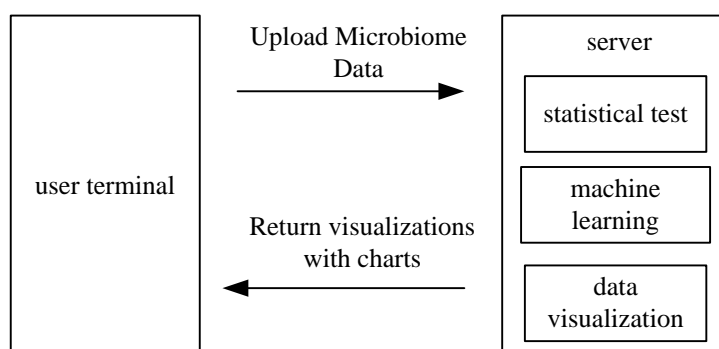 user terminal
Upload Microbiome
Data
Return visualizations
with charts
server
statistical test
machine
learning
data
visualization